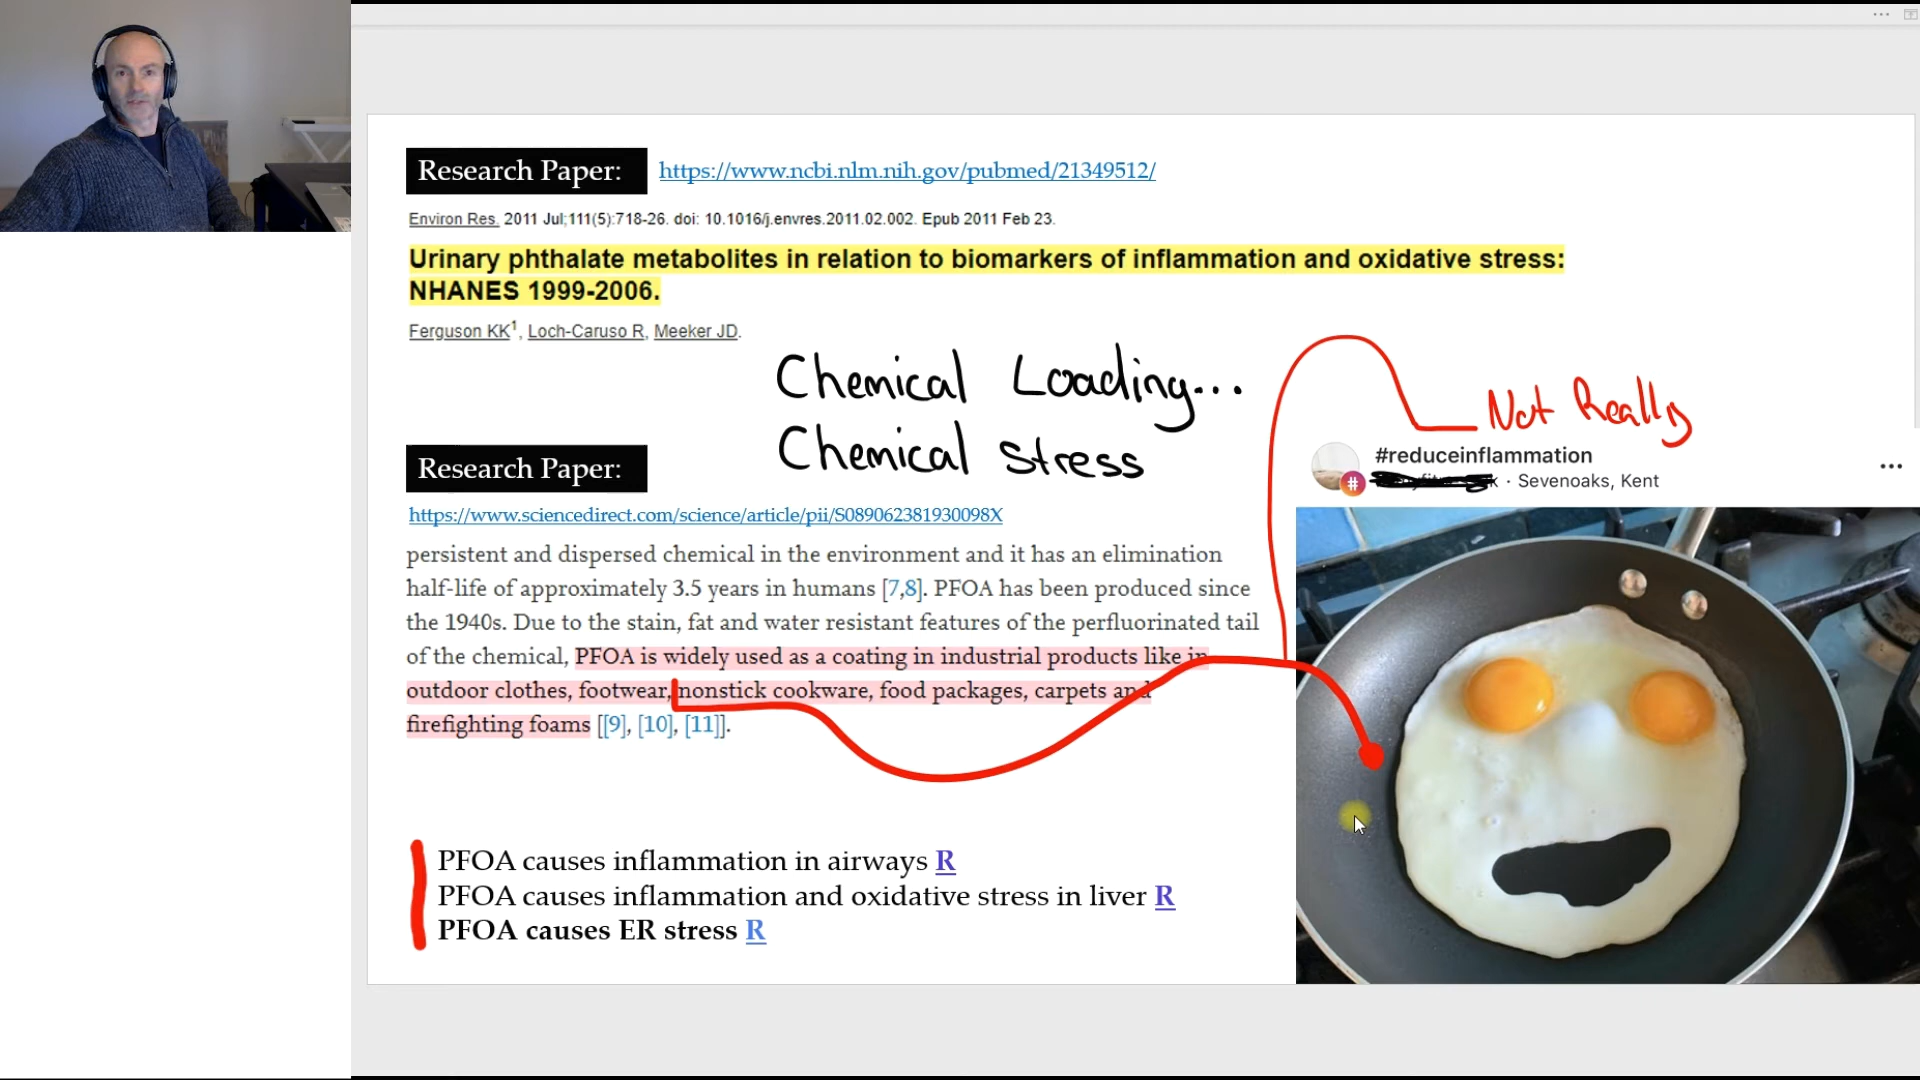 Research Paper: https://www.ncbi.nlm.nih.gov/pubmed/21349512/
Environ Res. 2011 Jul;111(5):718-26. doi: 10.1016/j.envres.2011.02.002. Epub 2011 Feb 23.
Urinary phthalate metabolites in relation to biomarkers of inflammation and oxidative stress:
NHANES 1999-2006.
Ferguson KK1, Loch-Caruso R, Meeker JD.
Chemical Loading...
Chemical Stress
Not Really
#reduceinflammation
· Sevenoaks, Kent
#
Research Paper:
https://www.sciencedirect.com/science/article/pii/S089062381930098X
persistent and dispersed chemical in the environment and it has an elimination
half-life of approximately 3.5 years in humans [7,8]. PFOA has been produced since
the 1940s. Due to the stain, fat and water resistant features of the perfluorinated tail
of the chemical, PFOA is widely used as a coating in industrial products like in
outdoor clothes, footwear, nonstick cookware, food packages, carpets and
firefighting foams [[9], [10], [11]].
PFOA causes inflammation in airways R
PFOA causes inflammation and oxidative stress in liver R
PFOA causes ER stress R